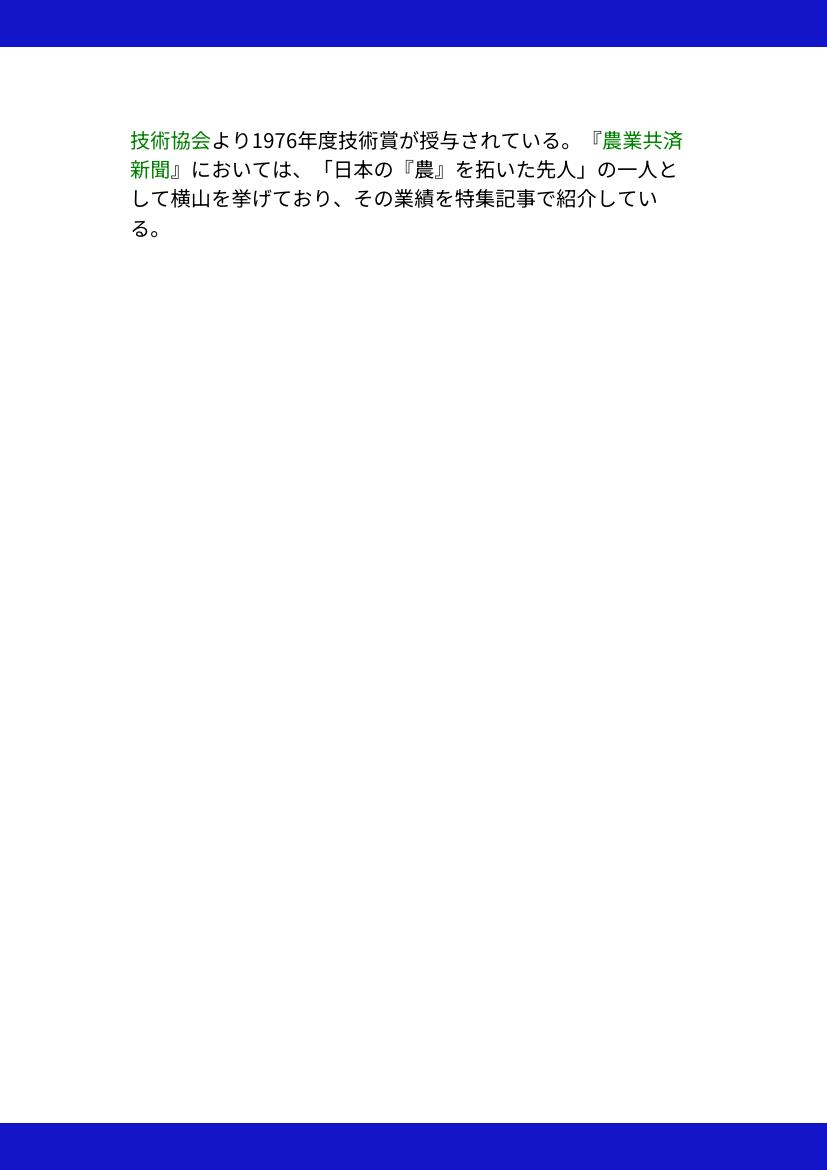 技術協会より1976年度技術賞が授与されている。『農業共済
新聞』においては、「日本の『農』を拓いた先人」の一人と
して横山を挙げており、その業績を特集記事で紹介してい
る。